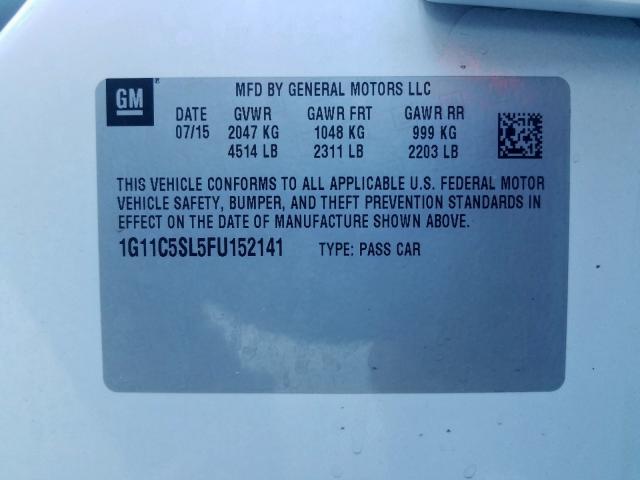 GM
MFD BY GENERAL MOTORS LLC
DATE GVWR GAWR FRT GAWR RR
07/15 2047 KG 1048 KG 999 KG
4514 LB 2311 LB 2203 LB
THIS VEHICLE CONFORMS TO ALL APPLICABLE U.S. FEDERAL MOTOR
VEHICLE SAFETY, BUMPER, AND THEFT PREVENTION STANDARDS IN
EFFECT ON THE DATE OF MANUFACTURE SHOWN ABOVE.
1G11C5SL5FU152141 TYPE: PASS CAR